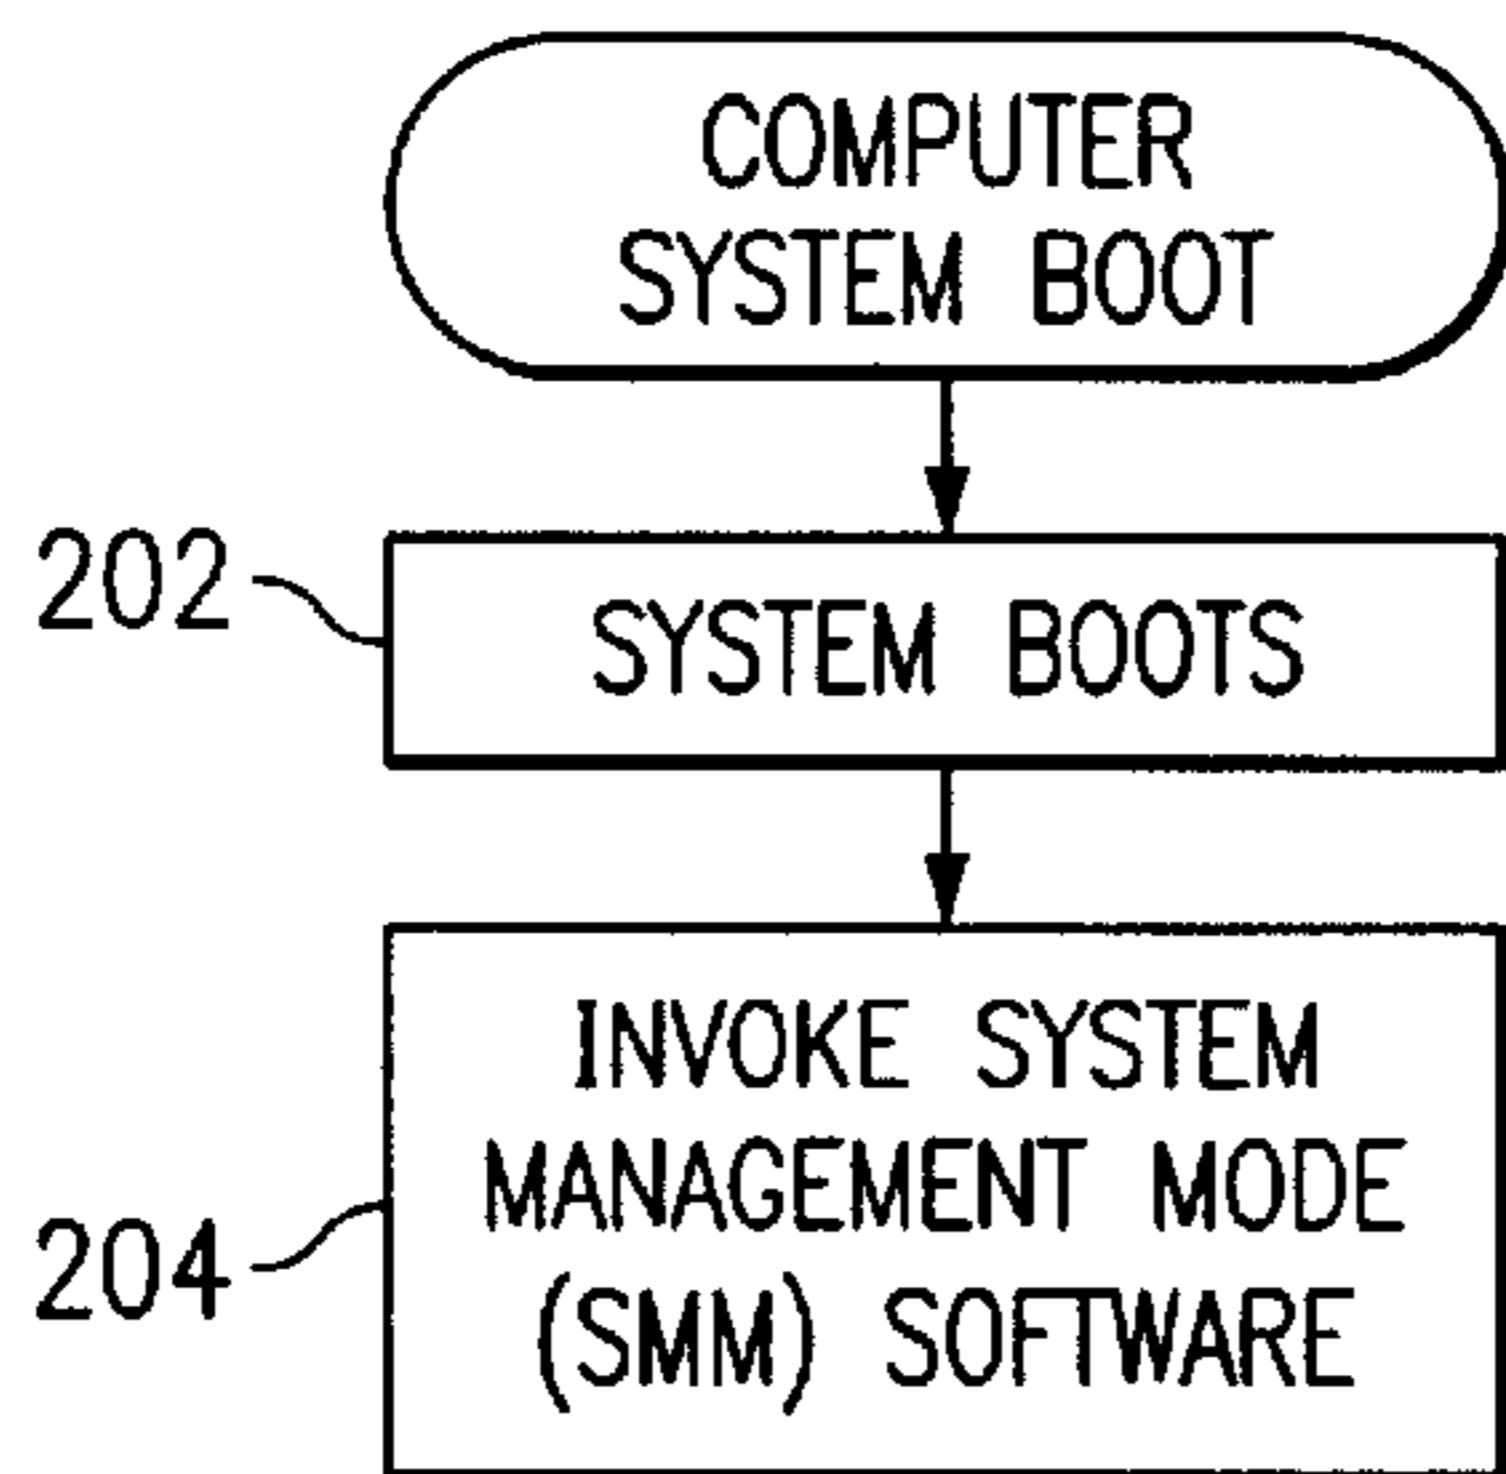 COMPUTER
SYSTEM BOOT
202
SYSTEM BOOTS
INVOKE SYSTEM
MANAGEMENT MODE
204
(SMM) SOFTWARE